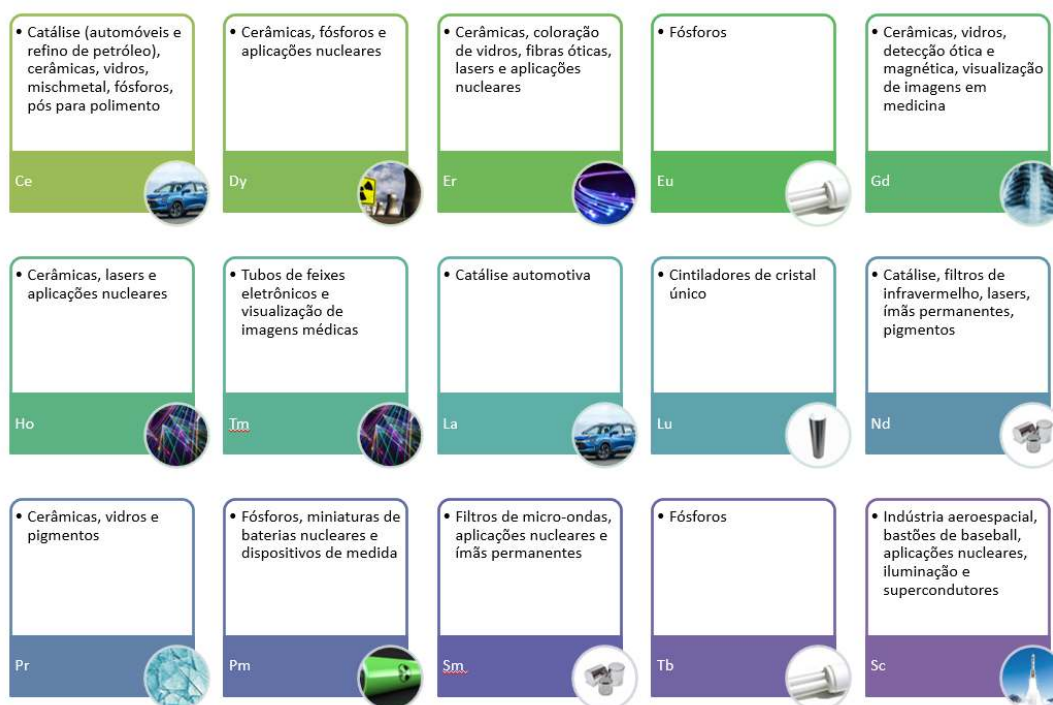 • Catálise (automóveis e
refino de petróleo),
cerâmicas, vidros,
mischmetal, fósforos,
pós para polimento
Ce
• Cerâmicas, fósforos e
aplicações nucleares
Dy
• Cerâmicas, coloração
de vidros, fibras óticas,
lasers e aplicações
nucleares
Er
• Fósforos
Eu
• Cerâmicas, vidros,
detecção ótica e
magnética, visualização
de imagens em
medicina
Gd
• Cerâmicas, lasers e
aplicações nucleares
Ho
• Tubos de feixes
eletrônicos e
visualização de
imagens médicas
Tm
• Catálise automotiva
La
• Cintiladores de cristal
único
Lu
• Catálise, filtros de
infravermelho, lasers,
ímãs permanentes,
pigmentos
Nd
• Cerâmicas, vidros e
pigmentos
Pr
• Fósforos, miniaturas de
baterias nucleares e
dispositivos de medida
Pm
• Filtros de micro-ondas,
aplicações nucleares e
ímãs permanentes
Sm
• Fósforos
Tb
• Indústria aeroespacial,
bastões de baseball,
aplicações nucleares,
iluminação e
supercondutores
Sc